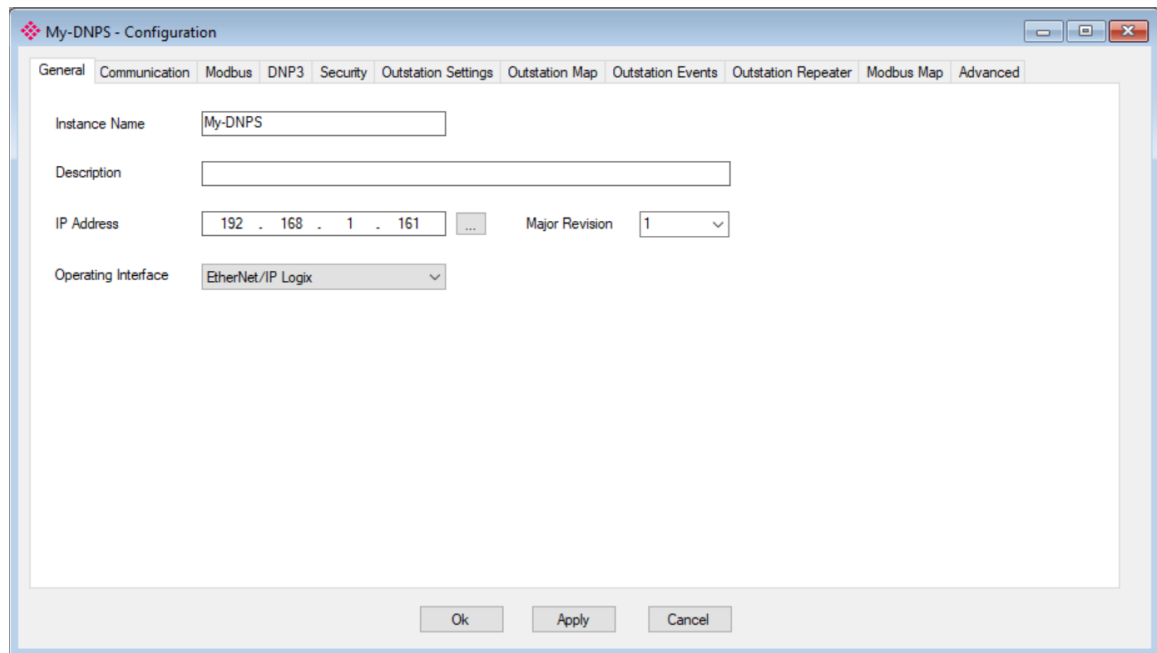 My-DNPS - Configuration
General Communication Modbus DNP3 Security Outstation Settings Outstation Map Outstation Events Outstation Repeater Modbus Map Advanced
Instance Name My-DNPS
Description
IP Address 192 . 168 . 1 . 161 ... Major Revision 1
Operating Interface EtherNet/IP Logix
Ok Apply Cancel